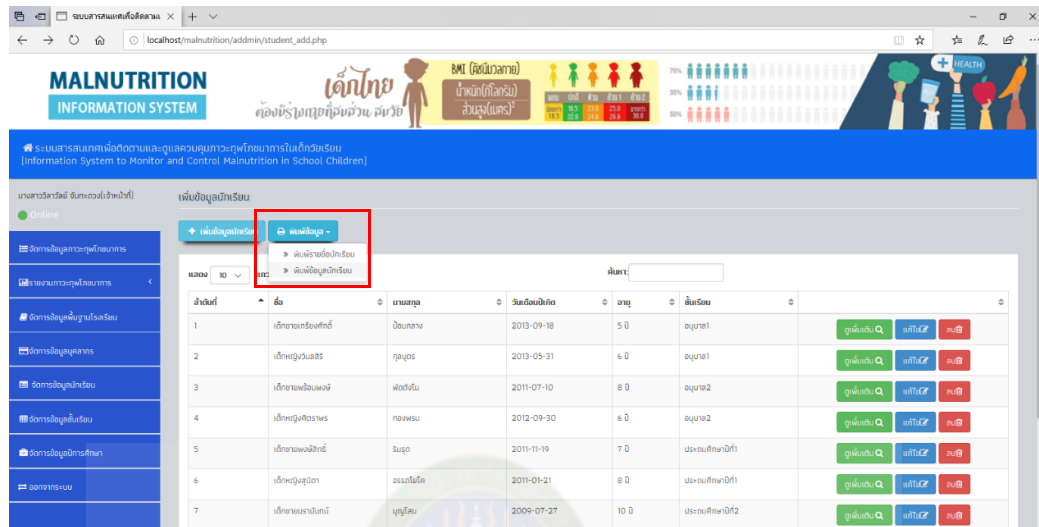 ระบบสารสนเทศเพื่อติดตามแ
localhost/malnutrition/addmin/student_add.php
MALNUTRITION
INFORMATION SYSTEM
เด็กไทย
ต้องมีร่างกายที่สมส่วน สมวัย
BMI (ดัชนีมวลกาย)
น้ำหนัก(กิโลกรัม)
ส่วนสูง(เมตร)²
ผอม ปกติ ท้วม อ้วน1 อ้วน2
70%
35%
50%
HEALTH
ระบบสารสนเทศเพื่อติดตามและดูแลควบคุมภาวะทุพโภชนาการในเด็กวัยเรียน
[Information System to Monitor and Control Malnutrition in School Children]
นางสาววิลาวัลย์ จันทะดวง[เจ้าหน้าที่]
Online
จัดการข้อมูลภาวะทุพโภชนาการ
รายงานภาวะทุพโภชนาการ
จัดการข้อมูลพื้นฐานโรงเรียน
จัดการข้อมูลบุคลากร
จัดการข้อมูลนักเรียน
จัดการข้อมูลชั้นเรียน
จัดการข้อมูลปีการศึกษา
ออกจากระบบ
เพิ่มข้อมูลนักเรียน
เพิ่มข้อมูลนักเรียน พิมพ์ข้อมูล
พิมพ์รายชื่อนักเรียน
พิมพ์ข้อมูลนักเรียน
แสดง 10 แถว ค้นหา:
ลำดับที่ ชื่อ นามสกุล วันเดือนปีเกิด อายุ ชั้นเรียน
1 เด็กชายเกรียงศักดิ์ ป้อมกลาง 2013-09-18 5 ปี อนุบาล1 ดูเพิ่มเติม แก้ไข ลบ
2 เด็กหญิงวิมลสิริ กุลบุตร 2013-05-31 6 ปี อนุบาล1 ดูเพิ่มเติม แก้ไข ลบ
3 เด็กชายพร้อมพงษ์ 2011-07-10 8 ปี อนุบาล2 ดูเพิ่มเติม แก้ไข ลบ
4 เด็กหญิงศิตราพร 2012-09-30 6 ปี อนุบาล2 ดูเพิ่มเติม แก้ไข ลบ
5 เด็กชายพงษ์สิทธิ์ 2011-11-19 7 ปี ประถมศึกษาปีที่1 ดูเพิ่มเติม แก้ไข ลบ
6 เด็กหญิงสุนิตา อรรถโยโค 2011-01-21 8 ปี ประถมศึกษาปีที่1 ดูเพิ่มเติม แก้ไข ลบ
7 เด็กชายบรานันทน์ บุญโสม 2009-07-27 10 ปี ประถมศึกษาปีที่2 ดูเพิ่มเติม แก้ไข ลบ